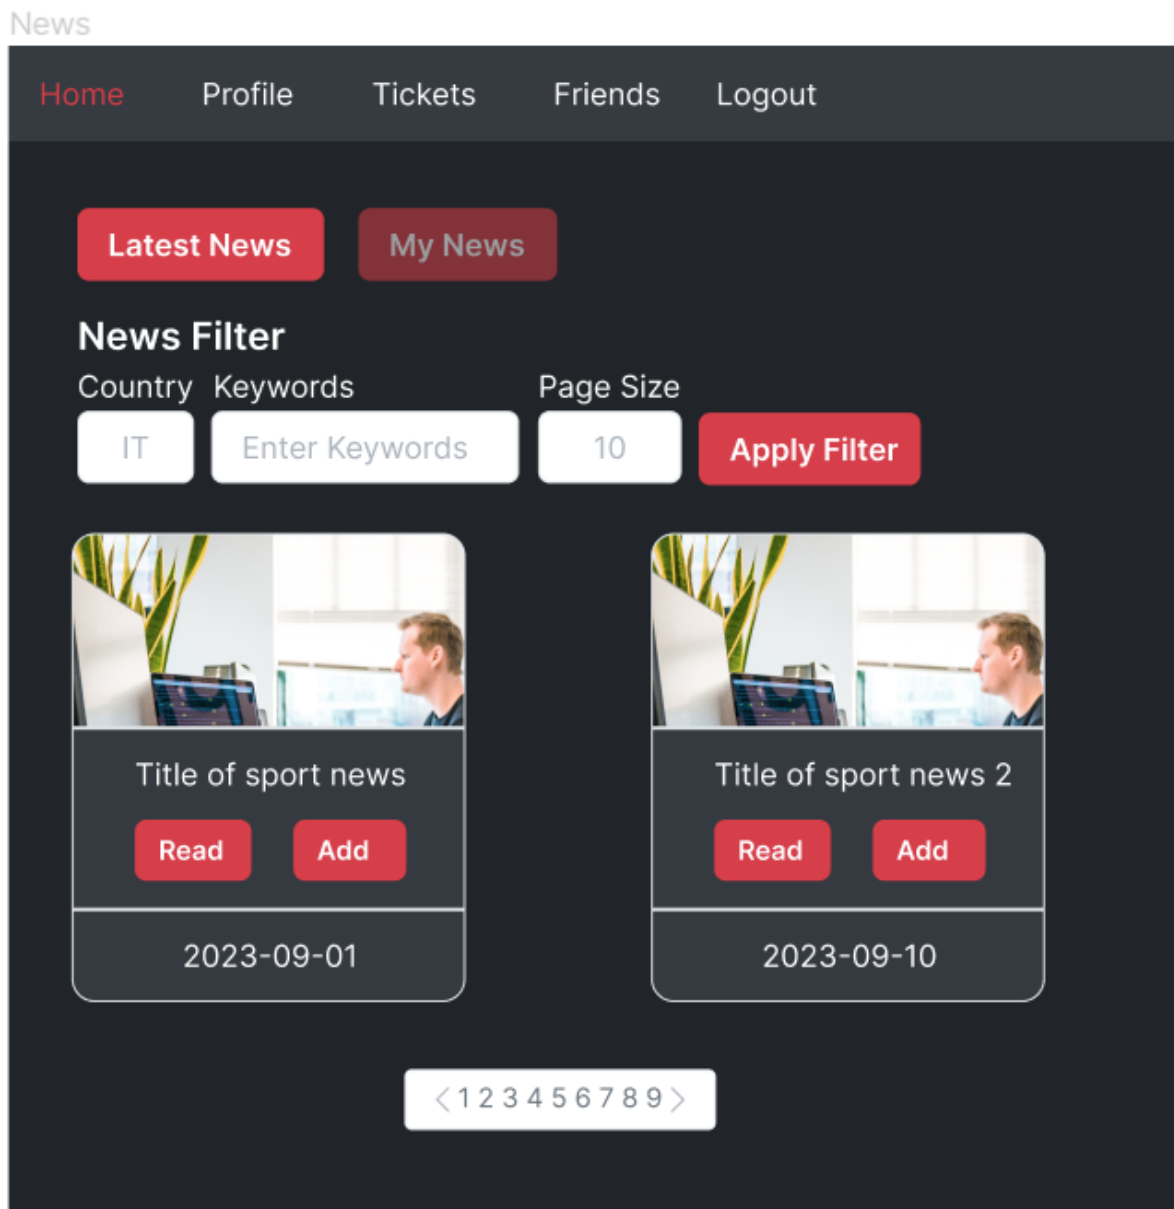 News
Home Profile Tickets Friends Logout
Latest News My News
News Filter
Country Keywords Page Size
IT Enter Keywords 10 Apply Filter
Title of sport news Title of sport news 2
Read Add Read Add
2023-09-01 2023-09-10
<1 2 3 4 5 6 7 8 9>